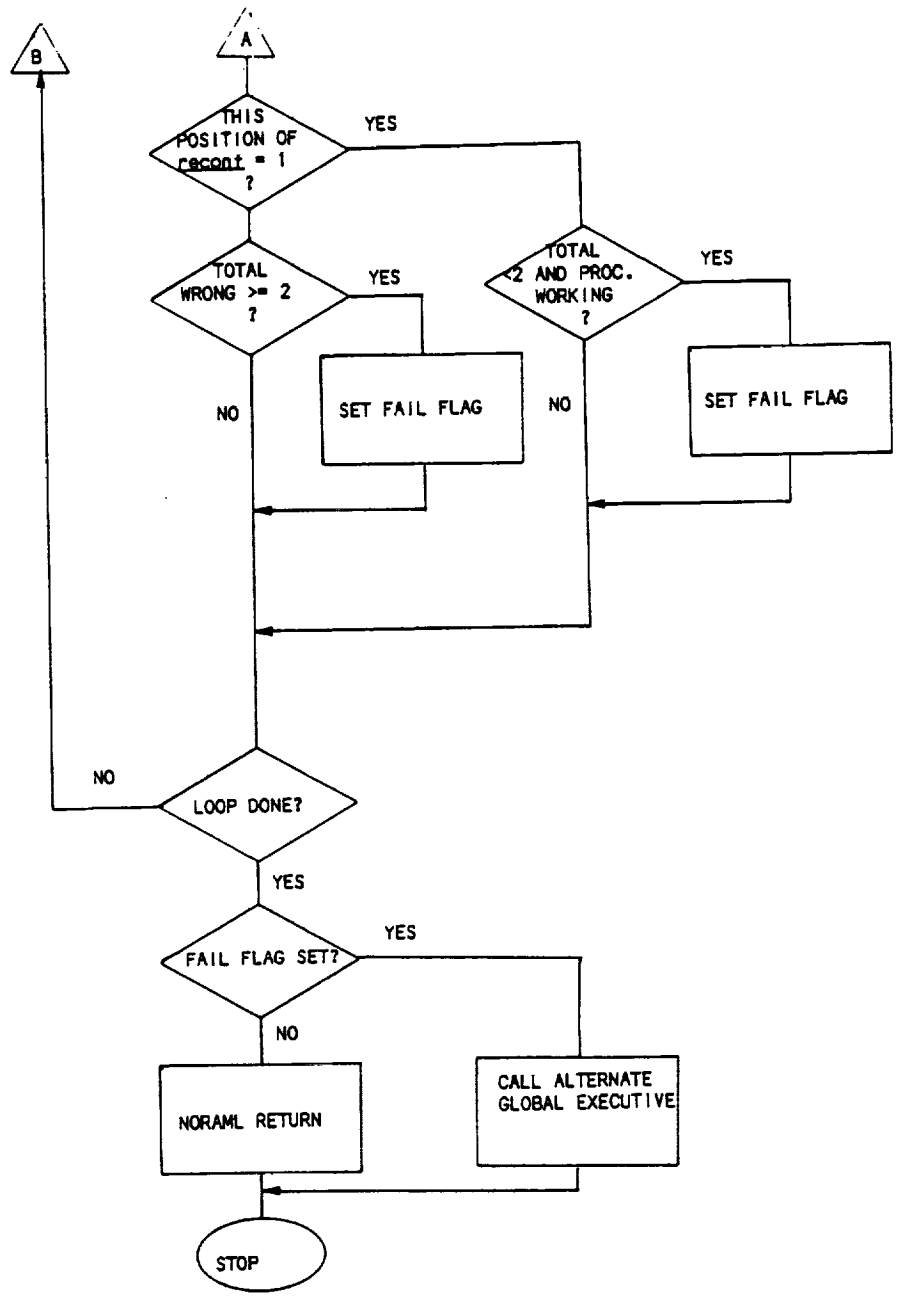 B
A
THIS
POSITION OF
recont = 1
?
YES
TOTAL
WRONG >= 2
?
YES
TOTAL
<2 AND PROC.
WORKING
?
YES
NO
SET FAIL FLAG
NO
SET FAIL FLAG
NO
LOOP DONE?
YES
FAIL FLAG SET?
YES
NO
NORAML RETURN
CALL ALTERNATE
GLOBAL EXECUTIVE
STOP